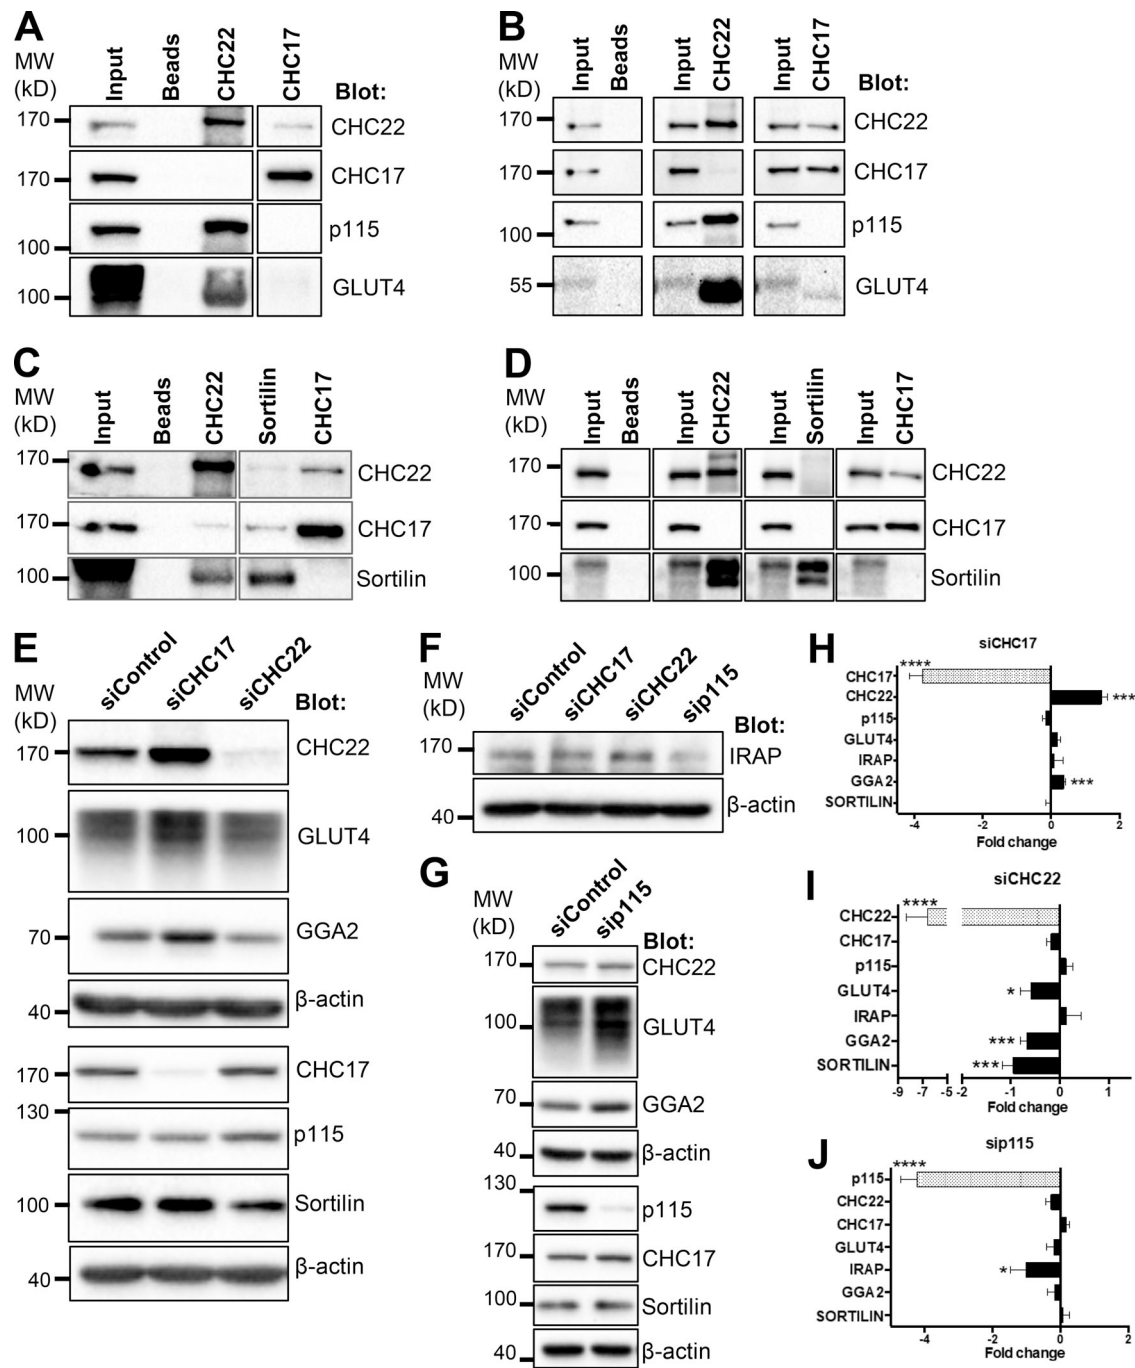 A
MW
(kD)
Input
Beads
CHC22
CHC17
Blot:
170
CHC22
170
CHC17
100
p115
100
GLUT4
B
MW
(kD)
Input
Beads
Input
CHC22
Input
CHC17
Blot:
170
CHC22
170
CHC17
100
p115
55
GLUT4
C
MW
(kD)
Input
Beads
CHC22
Sortilin
CHC17
170
CHC22
170
CHC17
100
Sortilin
D
MW
(kD)
Input
Beads
Input
CHC22
Input
Sortilin
Input
CHC17
170
CHC22
170
CHC17
100
Sortilin
E
MW
(kD)
siControl
siCHC17
siCHC22
Blot:
170
CHC22
100
GLUT4
70
GGA2
40
β-actin
170
CHC17
130
p115
100
Sortilin
40
β-actin
F
MW
(kD)
siControl
siCHC17
siCHC22
sip115
Blot:
170
IRAP
40
β-actin
G
MW
(kD)
siControl
sip115
Blot:
170
CHC22
100
GLUT4
70
GGA2
40
β-actin
130
p115
170
CHC17
100
Sortilin
40
β-actin
H
siCHC17
****
CHC17
CHC22
***
p115
GLUT4
IRAP
GGA2
***
SORTILIN
-4 -2 0 2
Fold change
I
siCHC22
****
CHC22
CHC17
p115
GLUT4
*
IRAP
GGA2
***
SORTILIN
***
-9 -7 -5 -2 -1 0 1
Fold change
J
sip115
****
p115
CHC22
CHC17
GLUT4
IRAP
*
GGA2
SORTILIN
-4 -2 0 2
Fold change